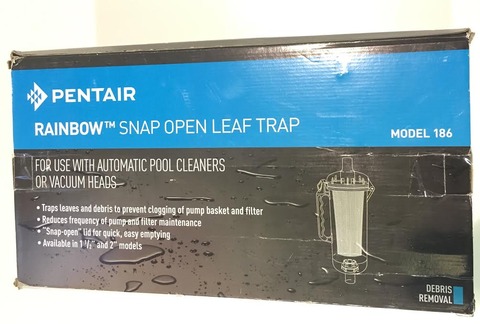 PENTAIR
RAINBOW™ SNAP OPEN LEAF TRAP
MODEL 186
FOR USE WITH AUTOMATIC POOL CLEANERS
OR VACUUM HEADS
• Traps leaves and debris to prevent clogging of pump basket and filter
• Reduces frequency of pump and filter maintenance
• "Snap-open" lid for quick, easy emptying
• Available in 1 ½" and 2" models
DEBRIS
REMOVAL